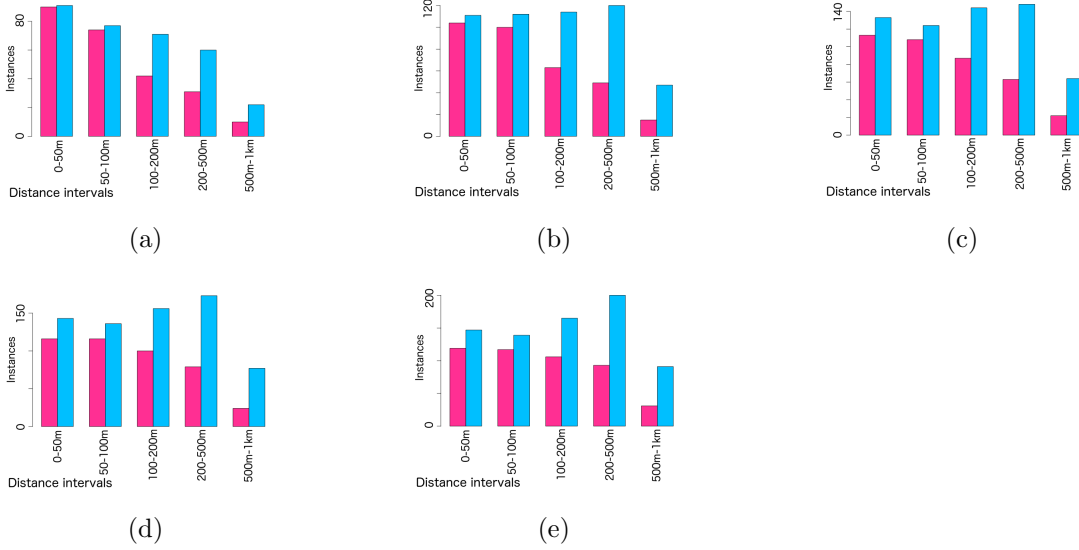 80
0
Instances
0-50m
50-100m
100-200m
200-500m
500m-1km
Distance intervals
(a)
120
0
Instances
0-50m
50-100m
100-200m
200-500m
500m-1km
Distance intervals
(b)
140
0
Instances
0-50m
50-100m
100-200m
200-500m
500m-1km
Distance intervals
(c)
150
0
Instances
0-50m
50-100m
100-200m
200-500m
500m-1km
Distance intervals
(d)
200
0
Instances
0-50m
50-100m
100-200m
200-500m
500m-1km
Distance intervals
(e)